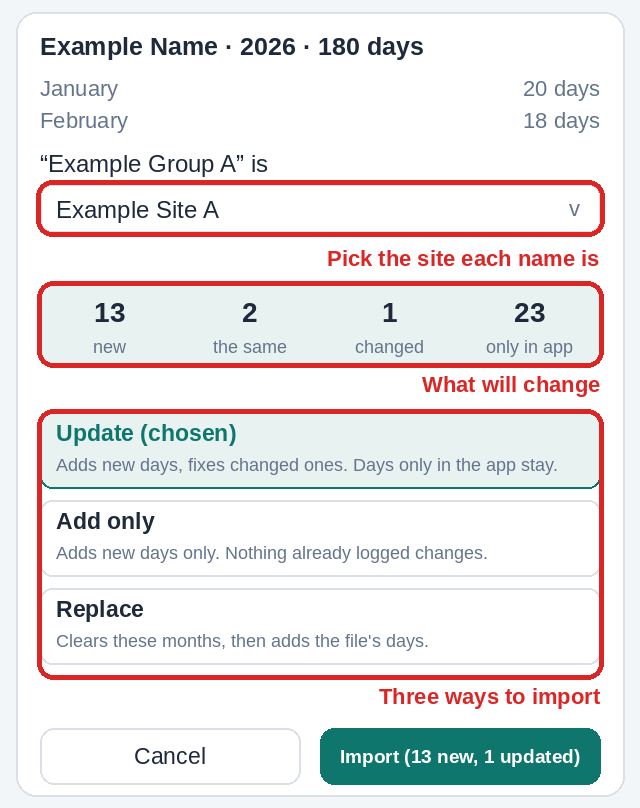 Example Name · 2026 · 180 days
January 20 days
February 18 days
“Example Group A” is
Example Site A v
Pick the site each name is
13 2 1 23
new the same changed only in app
What will change
Update (chosen)
Adds new days, fixes changed ones. Days only in the app stay.
Add only
Adds new days only. Nothing already logged changes.
Replace
Clears these months, then adds the file's days.
Three ways to import
Cancel Import (13 new, 1 updated)